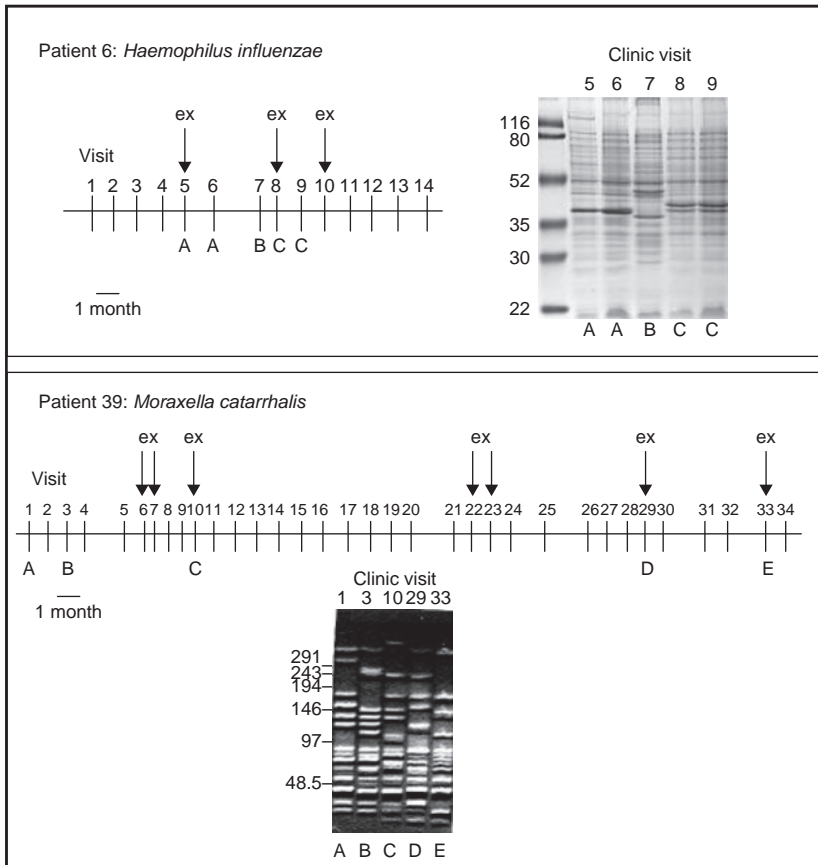 Patient 6: Haemophilus influenzae
ex ex ex
Visit
1 2 3 4 5 6 7 8 9 10 11 12 13 14
A A B C C
1 month
Clinic visit
5 6 7 8 9
116
80
52
35
30
22
A A B C C
Patient 39: Moraxella catarrhalis
ex ex ex ex ex
Visit
1 2 3 4 5 6 7 8 9 10 11 12 13 14 15 16 17 18 19 20 21 22 23 24 25 26 27 28 29 30 31 32 33 34
A B C D E
1 month
Clinic visit
1 3 10 29 33
291
243
194
146
97
48.5
A B C D E